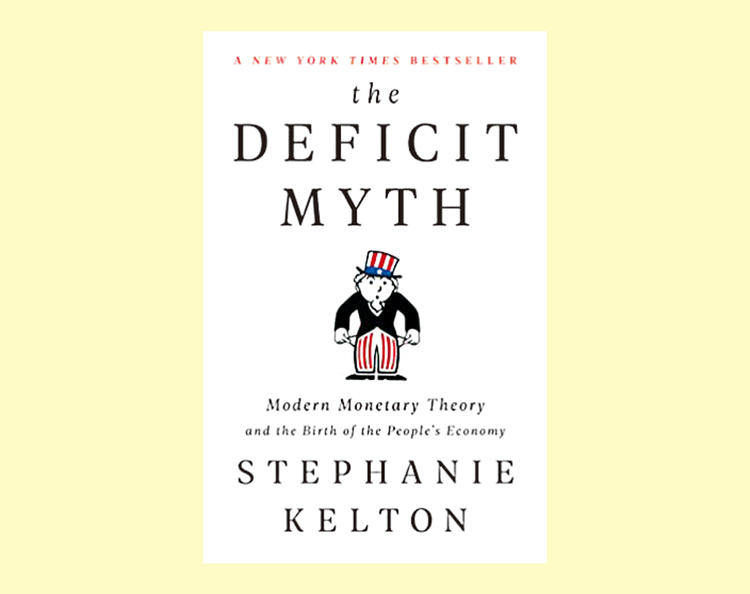 A NEW YORK TIMES BESTSELLER
the
DEFICIT
MYTH
Modern Monetary Theory
and the Birth of the People's Economy
STEPHANIE
KELTON